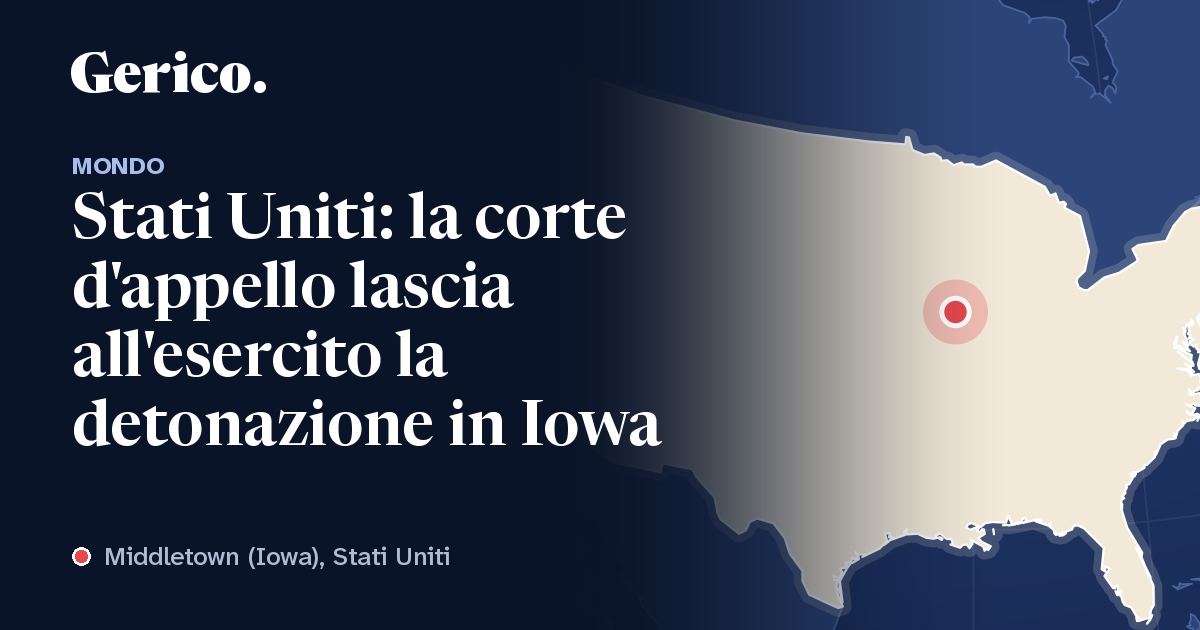 Gerico.
MONDO
Stati Uniti: la corte
d'appello lascia
all'esercito la
detonazione in Iowa
Middletown (Iowa), Stati Uniti